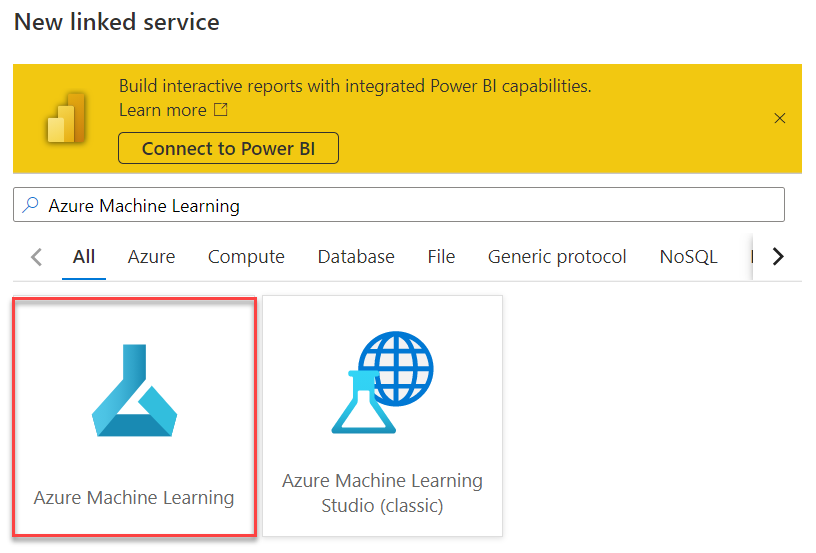 New linked service
Build interactive reports with integrated Power BI capabilities.
Learn more
Connect to Power BI
Azure Machine Learning
All Azure Compute Database File Generic protocol NoSQL
Azure Machine Learning
Azure Machine Learning
Studio (classic)